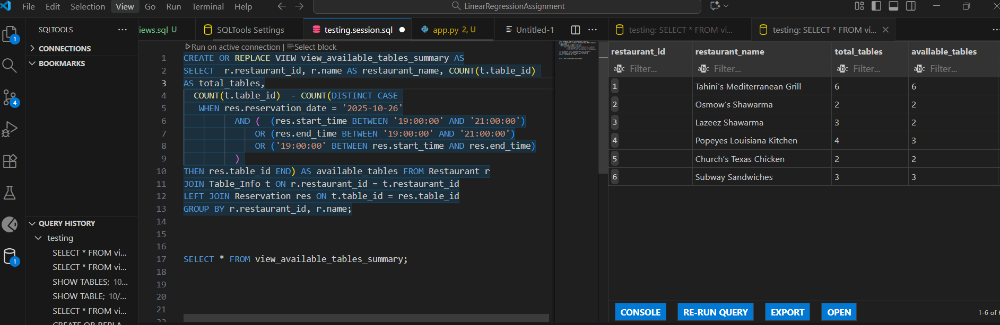 File Edit Selection View Go Run Terminal Help
LinearRegressionAssignment
SQLTOOLS
iews.sql U
SQLTools Settings
testing.session.sql
app.py 2, U
Untitled-1
testing: SELECT * FROM vi...
testing: SELECT * FROM vi...
CONNECTIONS
BOOKMARKS
1
4
1
QUERY HISTORY
testing
SELECT * FROM vi...
SELECT * FROM vi...
SHOW TABLES; 10...
SHOW TABLE; 10/...
SELECT * FROM vi...
CREATE OR REPLA
Run on active connection | Select block
1 CREATE OR REPLACE VIEW view_available_tables_summary AS
2 SELECT  r.restaurant_id, r.name AS restaurant_name, COUNT(t.table_id)
3 AS total_tables,
4   COUNT(t.table_id)  - COUNT(DISTINCT CASE
5    WHEN res.reservation_date = '2025-10-26'
6           AND (  (res.start_time BETWEEN '19:00:00' AND '21:00:00')
7               OR (res.end_time BETWEEN '19:00:00' AND '21:00:00')
8               OR ('19:00:00' BETWEEN res.start_time AND res.end_time)
9           )
10 THEN res.table_id END) AS available_tables FROM Restaurant r
11 JOIN Table_Info t ON r.restaurant_id = t.restaurant_id
12 LEFT JOIN Reservation res ON t.table_id = res.table_id
13 GROUP BY r.restaurant_id, r.name;
14
15
16
17 SELECT * FROM view_available_tables_summary;
18
19
20
21
22
restaurant_id restaurant_name total_tables available_tables
abc Filter... abc Filter... abc Filter... abc Filter...
1 Tahini's Mediterranean Grill 6 6
2 Osmow's Shawarma 2 2
3 Lazeez Shawarma 3 2
4 Popeyes Louisiana Kitchen 4 3
5 Church's Texas Chicken 2 2
6 Subway Sandwiches 3 3
CONSOLE RE-RUN QUERY EXPORT OPEN 1-6 of 6